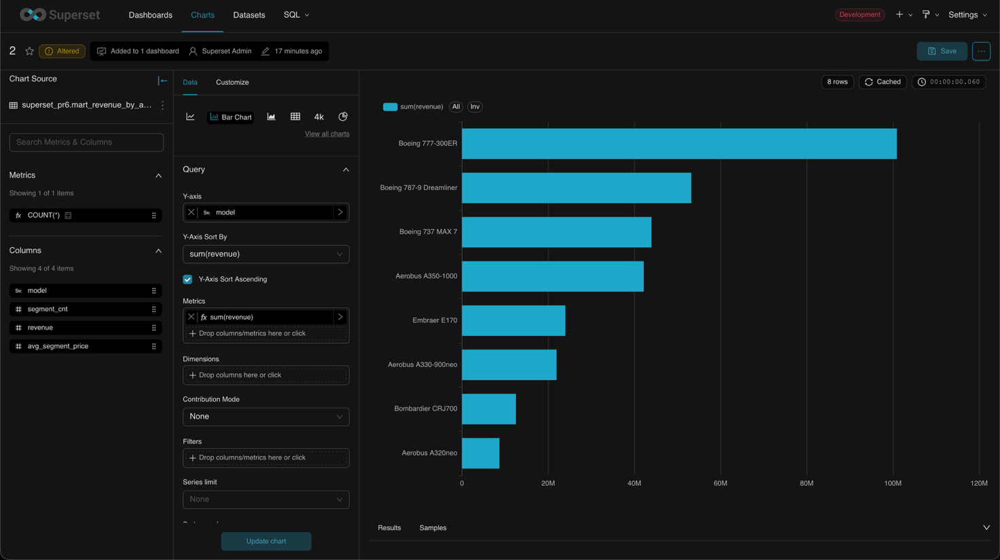 Superset
Dashboards
Charts
Datasets
SQL
Development
Settings
2
Altered
Added to 1 dashboard
Superset Admin
17 minutes ago
Save
Chart Source
superset_pr6.mart_revenue_by_a...
Search Metrics & Columns
Metrics
Showing 1 of 1 items
fx COUNT(*)
Columns
Showing 4 of 4 items
Str. model
# segment_cnt
# revenue
# avg_segment_price
Data
Customize
Bar Chart
4k
View all charts
Query
Y-axis
Str. model
Y-Axis Sort By
sum(revenue)
Y-Axis Sort Ascending
Metrics
fx sum(revenue)
Drop columns/metrics here or click
Dimensions
Drop columns here or click
Contribution Mode
None
Filters
Drop columns/metrics here or click
Series limit
None
Update chart
8 rows
Cached
00:00:00.060
sum(revenue)
All
Inv
Boeing 777-300ER
Boeing 787-9 Dreamliner
Boeing 737 MAX 7
Aerobus A350-1000
Embraer E170
Aerobus A330-900neo
Bombardier CRJ700
Aerobus A320neo
0 20M 40M 60M 80M 100M 120M
Results
Samples